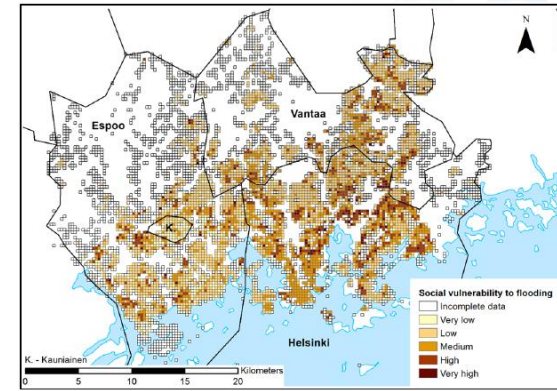 N
Espoo
Vantaa
K.
Helsinki
Social vulnerability to flooding
Incomplete data
Very low
Low
Medium
High
Very high
K. - Kauniainen
Kilometers
0 5 10 15 20